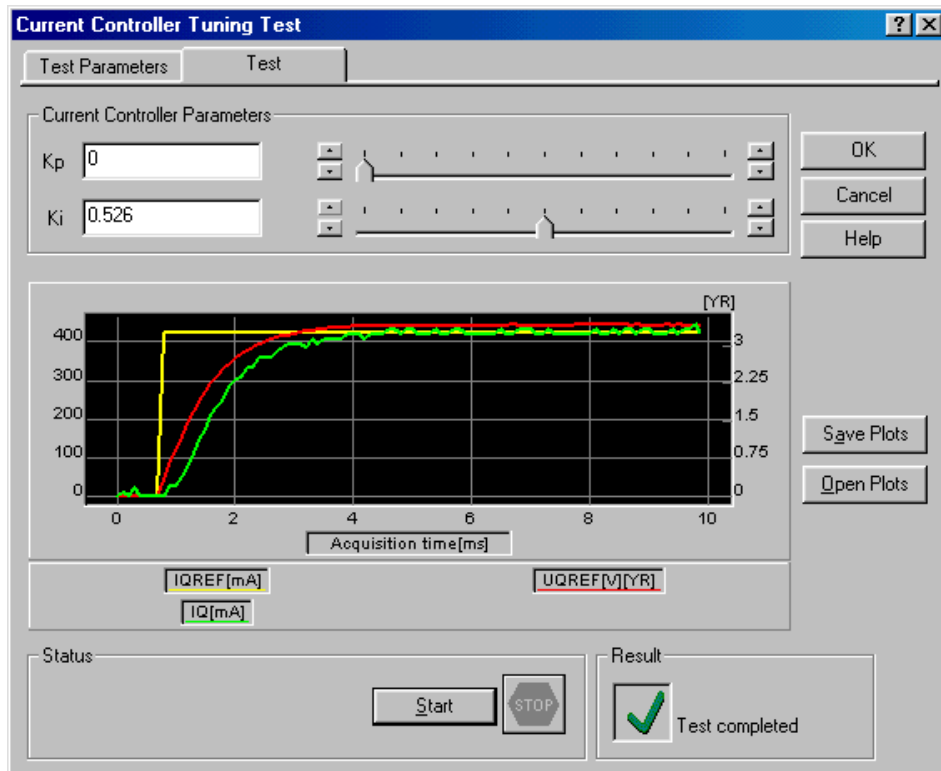 Current Controller Tuning Test
Test Parameters Test
Current Controller Parameters
Kp 0
Ki 0.526
OK
Cancel
Help
[YR]
400
300
200
100
0
3
2.25
1.5
0.75
0
0 2 4 6 8 10
Acquisition time[ms]
IQREF[mA] UQREF[V][YR]
IQ[mA]
Save Plots
Open Plots
Status
Start STOP
Result
Test completed